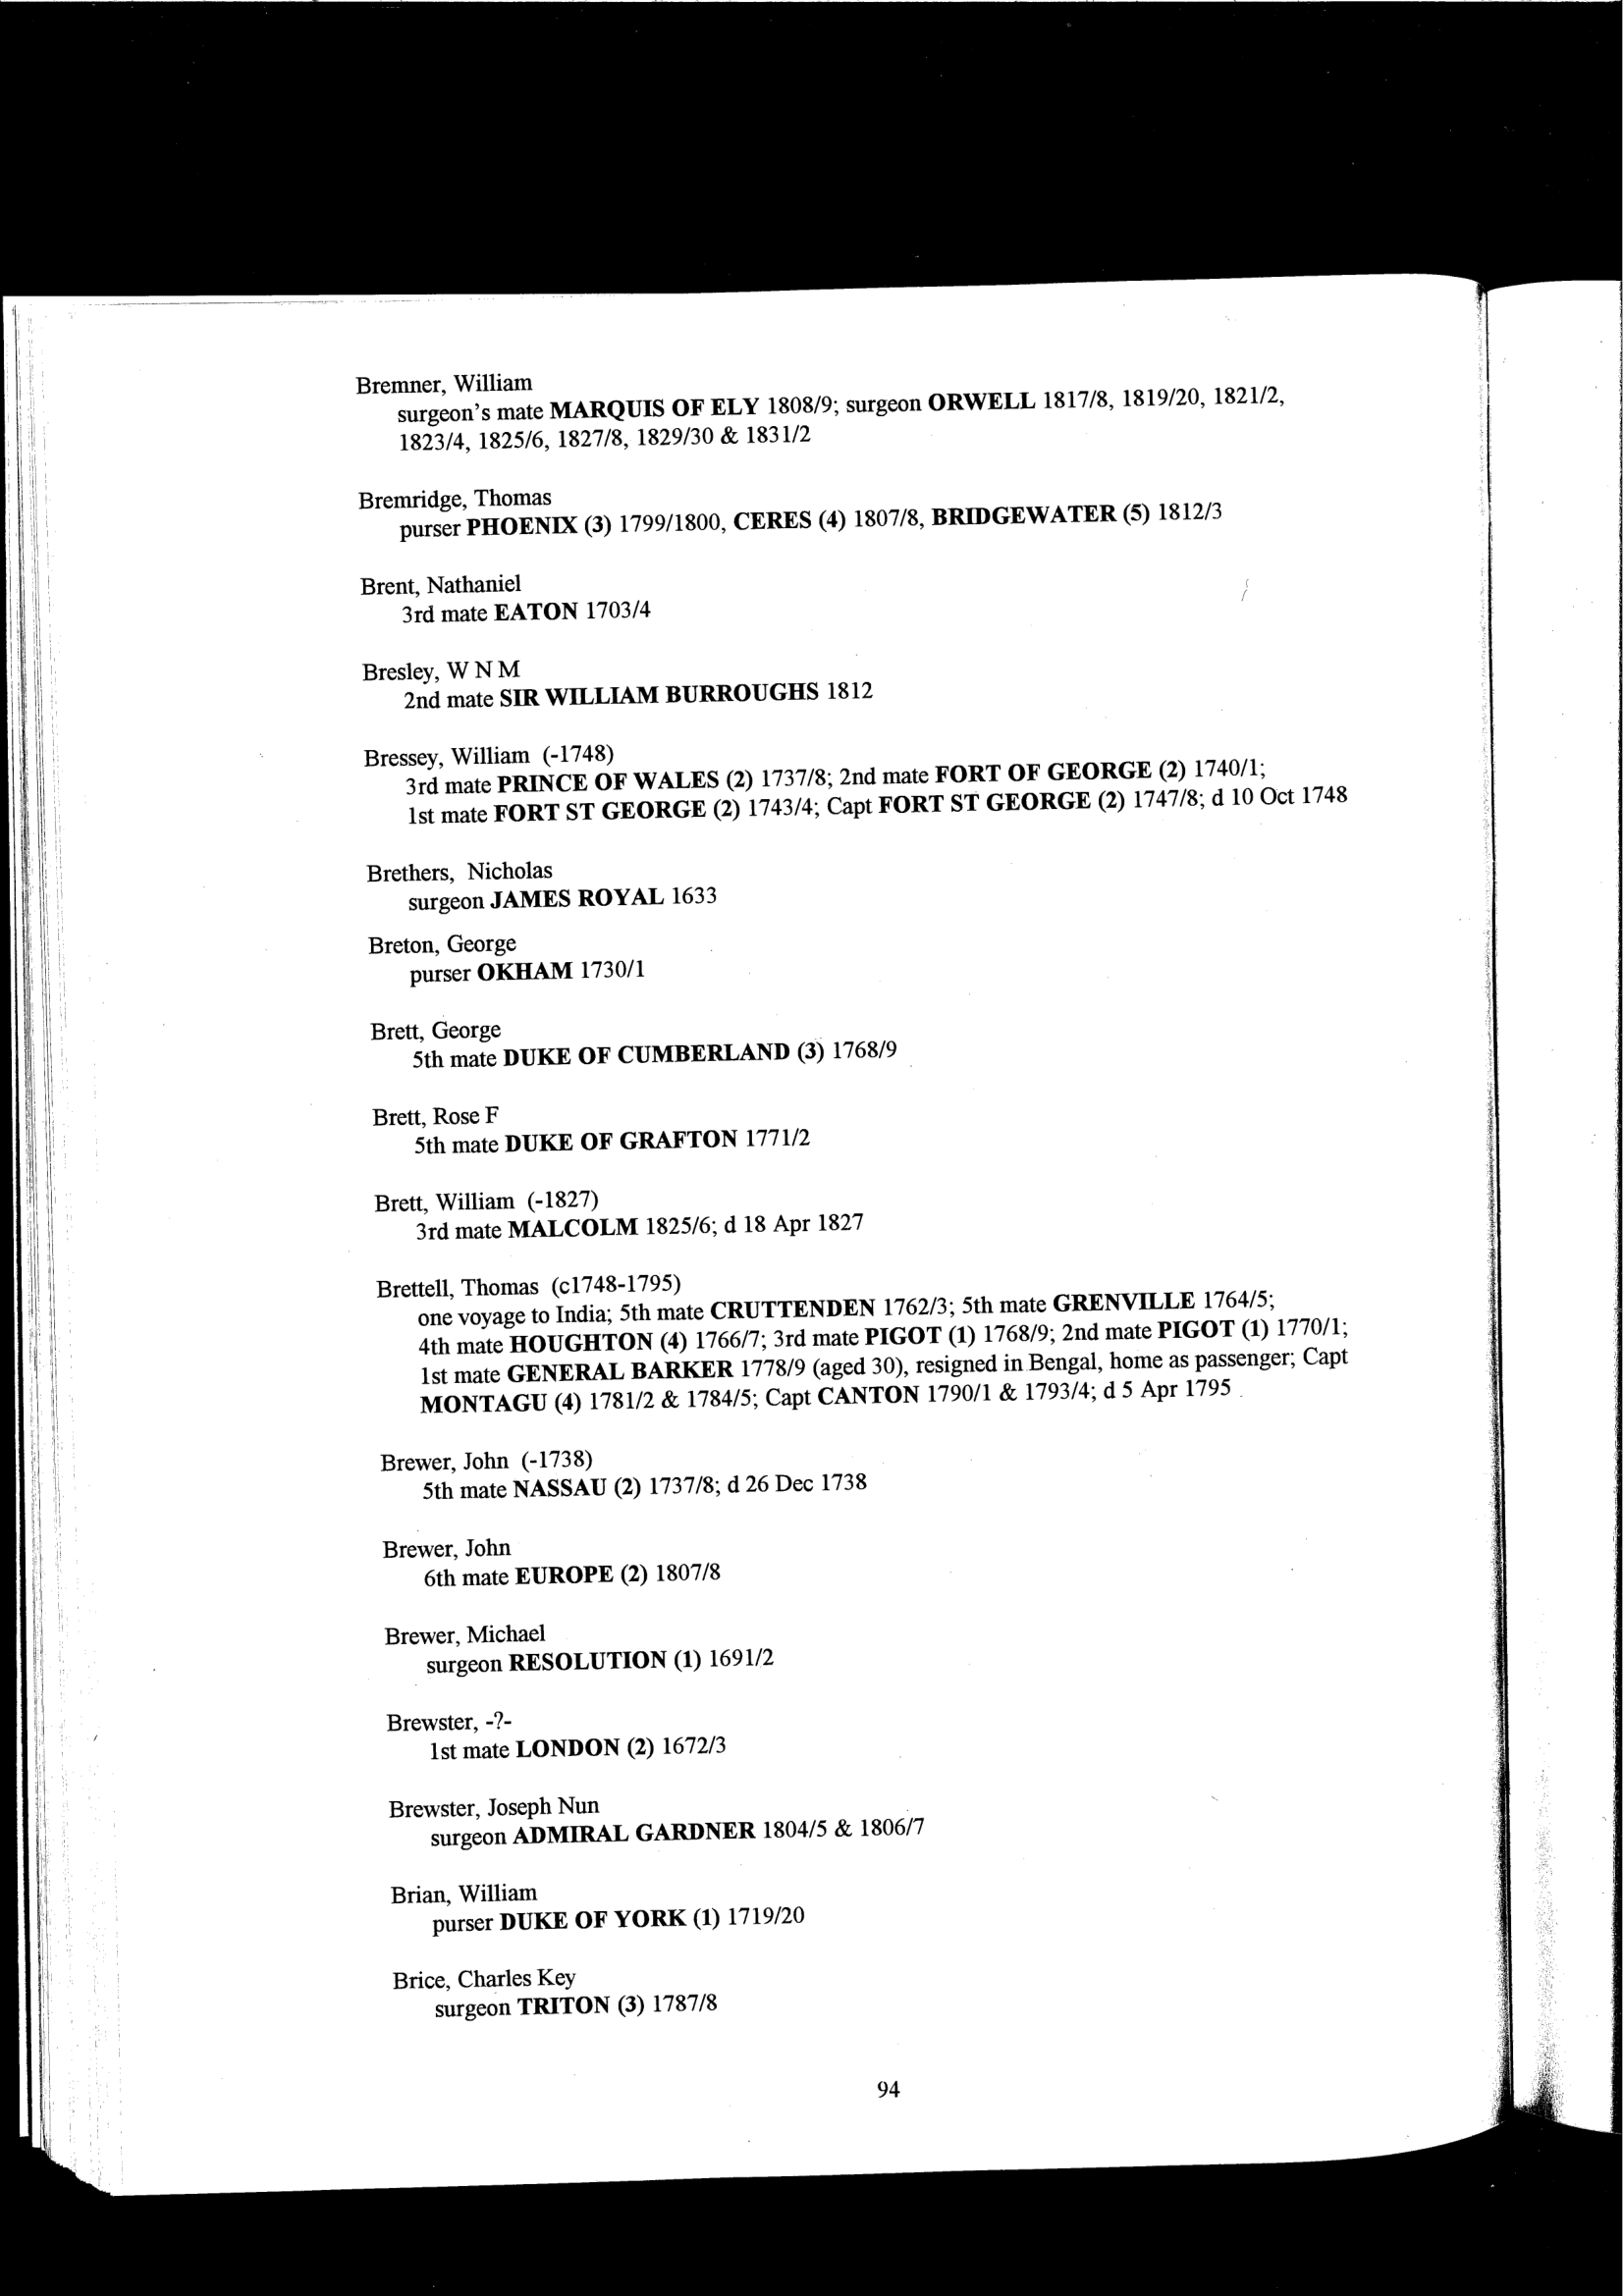 Bremner, William
surgeon's mate MARQUIS OF ELY 1808/9; surgeon ORWELL 1817/8, 1819/20, 1821/2,
1823/4, 1825/6, 1827/8, 1829/30 & 1831/2
Bremridge, Thomas
purser PHOENIX (3) 1799/1800, CERES (4) 1807/8, BRIDGEWATER (5) 1812/3
Brent, Nathaniel
3rd mate EATON 1703/4
Bresley, W N M
2nd mate SIR WILLIAM BURROUGHS 1812
Bressey, William (-1748)
3rd mate PRINCE OF WALES (2) 1737/8; 2nd mate FORT OF GEORGE (2) 1740/1;
1st mate FORT ST GEORGE (2) 1743/4; Capt FORT ST GEORGE (2) 1747/8; d 10 Oct 1748
Brethers, Nicholas
surgeon JAMES ROYAL 1633
Breton, George
purser OKHAM 1730/1
Brett, George
5th mate DUKE OF CUMBERLAND (3) 1768/9
Brett, Rose F
5th mate DUKE OF GRAFTON 1771/2
Brett, William (-1827)
3rd mate MALCOLM 1825/6; d 18 Apr 1827
Brettell, Thomas (c1748-1795)
one voyage to India; 5th mate CRUTTENDEN 1762/3; 5th mate GRENVILLE 1764/5;
4th mate HOUGHTON (4) 1766/7; 3rd mate PIGOT (1) 1768/9; 2nd mate PIGOT (1) 1770/1;
1st mate GENERAL BARKER 1778/9 (aged 30), resigned in Bengal, home as passenger; Capt
MONTAGU (4) 1781/2 & 1784/5; Capt CANTON 1790/1 & 1793/4; d 5 Apr 1795
Brewer, John (-1738)
5th mate NASSAU (2) 1737/8; d 26 Dec 1738
Brewer, John
6th mate EUROPE (2) 1807/8
Brewer, Michael
surgeon RESOLUTION (1) 1691/2
Brewster, -?-
1st mate LONDON (2) 1672/3
Brewster, Joseph Nun
surgeon ADMIRAL GARDNER 1804/5 & 1806/7
Brian, William
purser DUKE OF YORK (1) 1719/20
Brice, Charles Key
surgeon TRITON (3) 1787/8
94